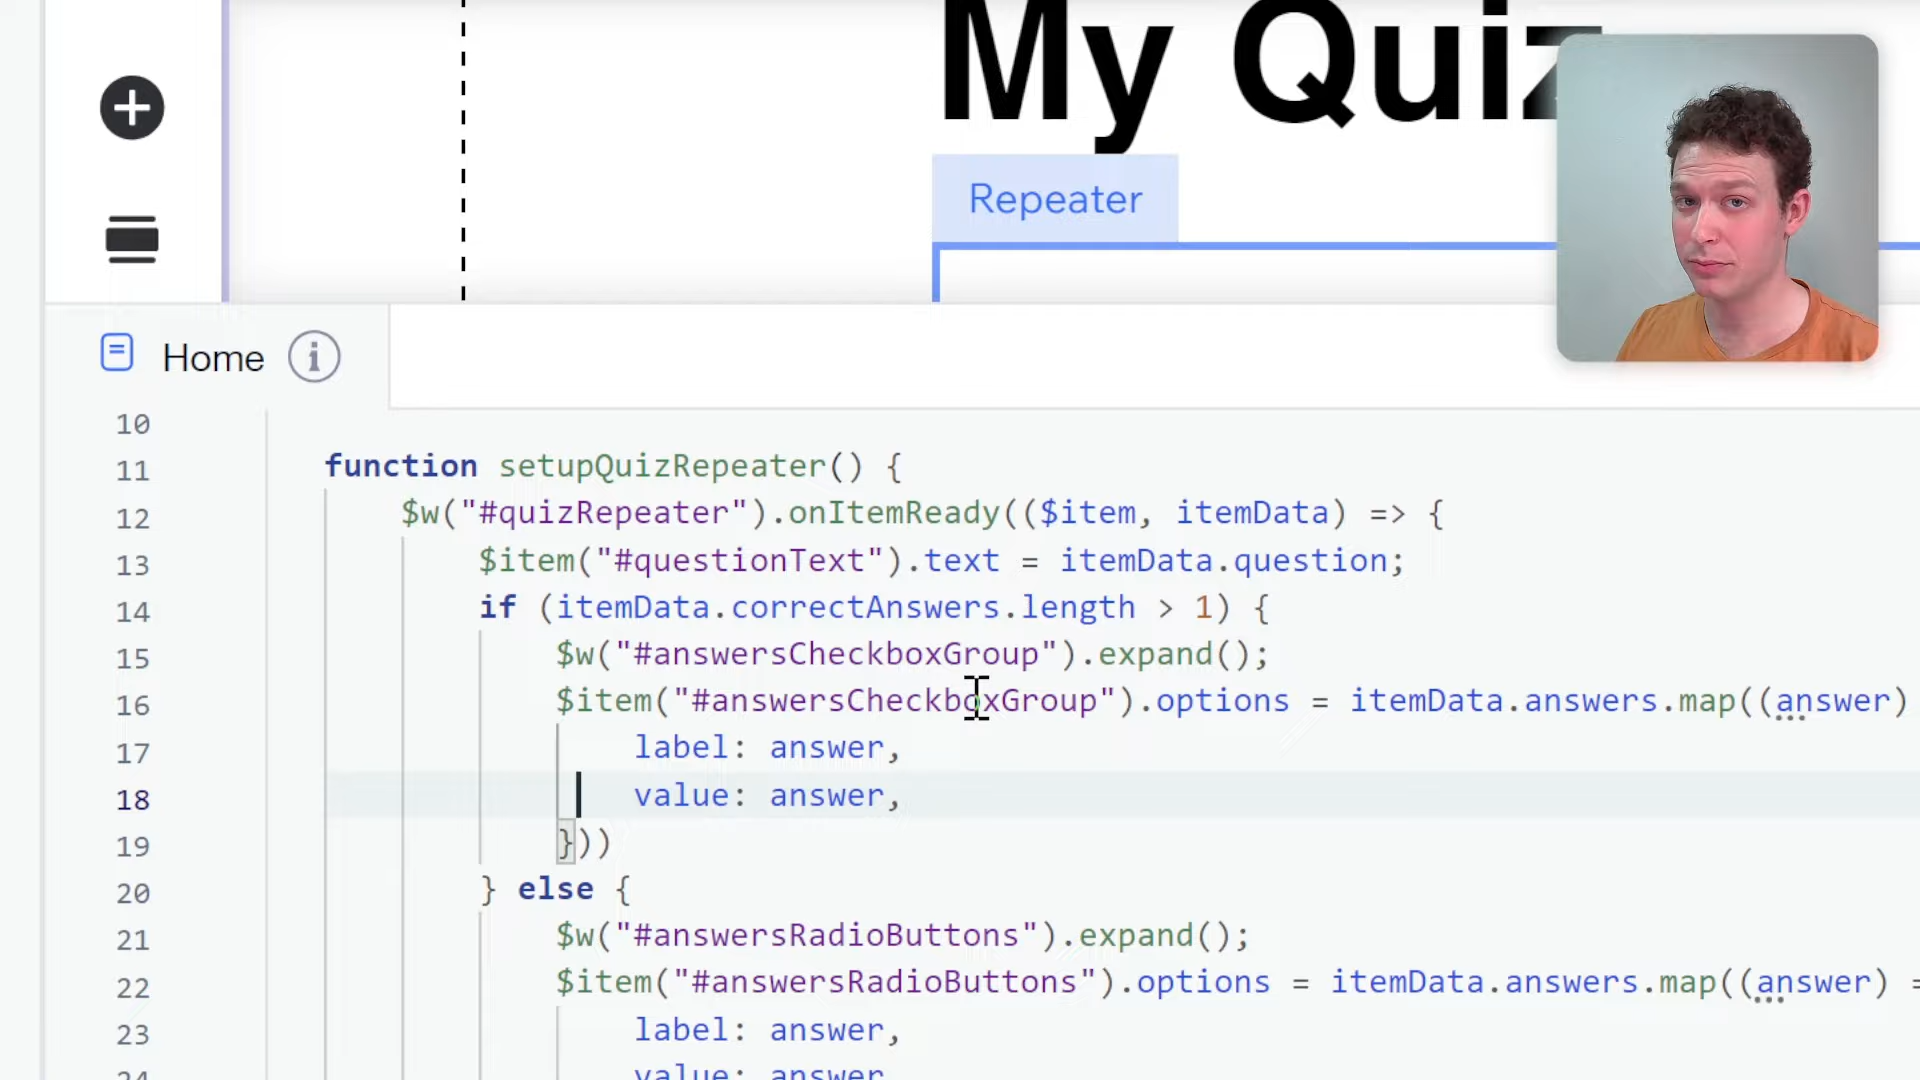 My Quiz
Repeater
Home
10
11 function setupQuizRepeater() {
12 $w("#quizRepeater").onItemReady(($item, itemData) => {
13 $item("#questionText").text = itemData.question;
14 if (itemData.correctAnswers.length > 1) {
15 $w("#answersCheckboxGroup").expand();
16 $item("#answersCheckboxGroup").options = itemData.answers.map((answer)
17 label: answer,
18 value: answer,
19 }))
20 } else {
21 $w("#answersRadioButtons").expand();
22 $item("#answersRadioButtons").options = itemData.answers.map((answer) =
23 label: answer,
24 value: answer